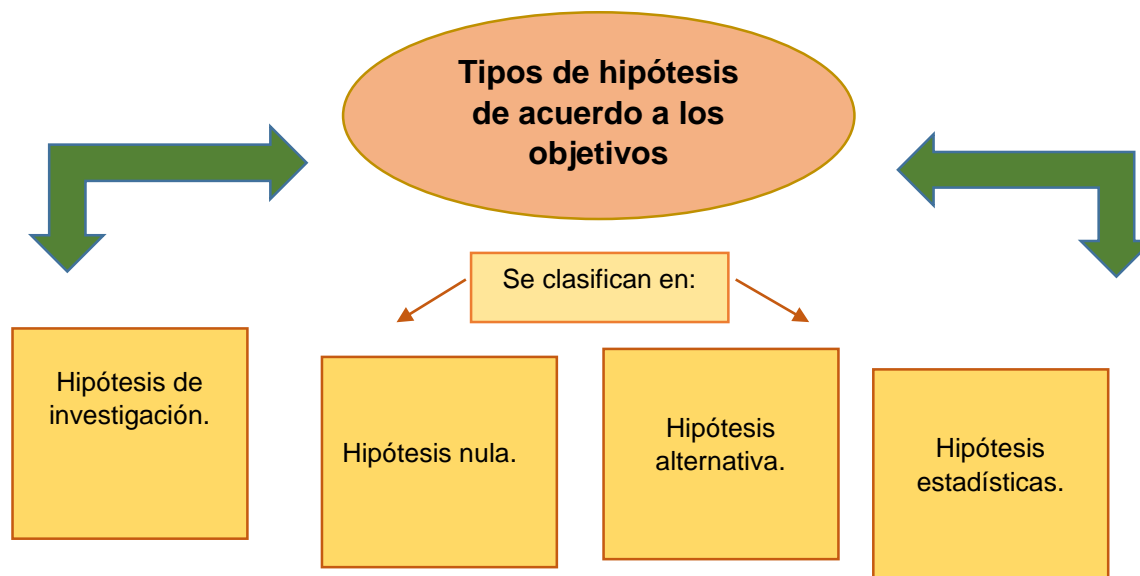 Tipos de hipótesis
de acuerdo a los
objetivos
Se clasifican en:
Hipótesis de
investigación.
Hipótesis nula.
Hipótesis
alternativa.
Hipótesis
estadísticas.